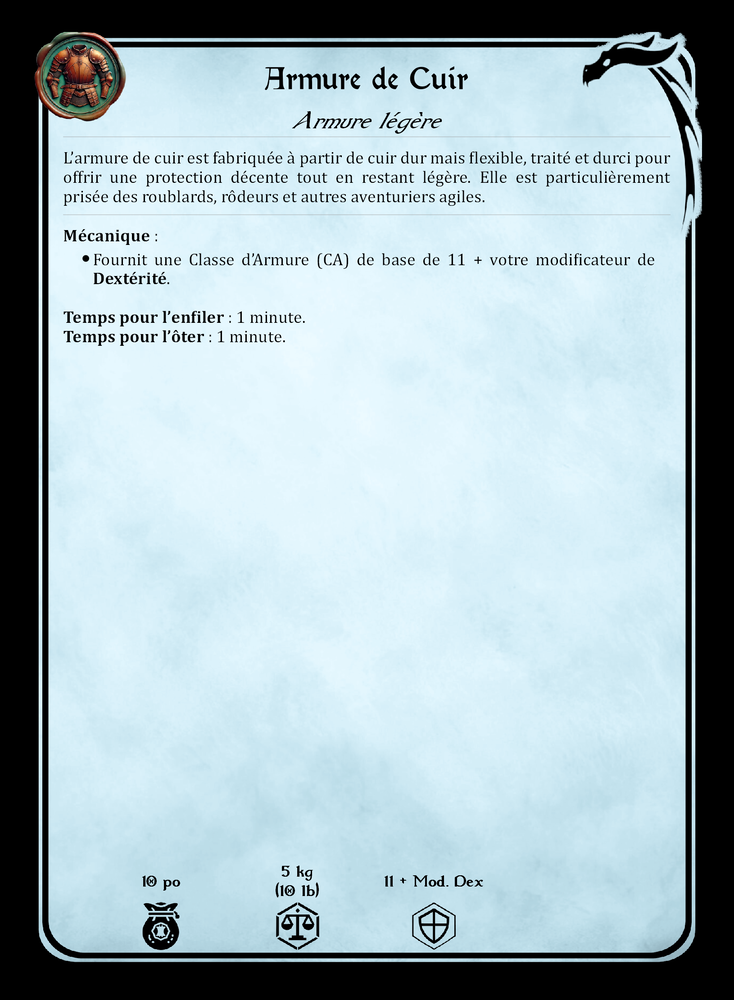 Armure de Cuir
Armure légère
L’armure de cuir est fabriquée à partir de cuir dur mais flexible, traité et durci pour
offrir une protection décente tout en restant légère. Elle est particulièrement
prisée des roublards, rôdeurs et autres aventuriers agiles.
Mécanique :
• Fournit une Classe d’Armure (CA) de base de 11 + votre modificateur de
Dextérité.
Temps pour l’enfiler : 1 minute.
Temps pour l’ôter : 1 minute.
10 po
5 kg
(10 lb)
11 + Mod. Dex